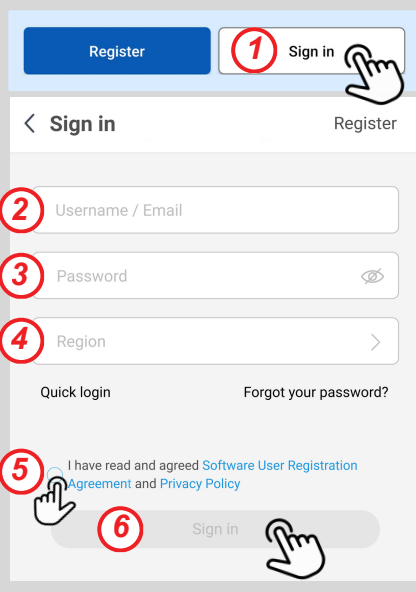 Register
1
Sign in
Sign in
Register
2
Username / Email
3
Password
4
Region
Quick login
Forgot your password?
5
I have read and agreed Software User Registration
Agreement and Privacy Policy
6
Sign in